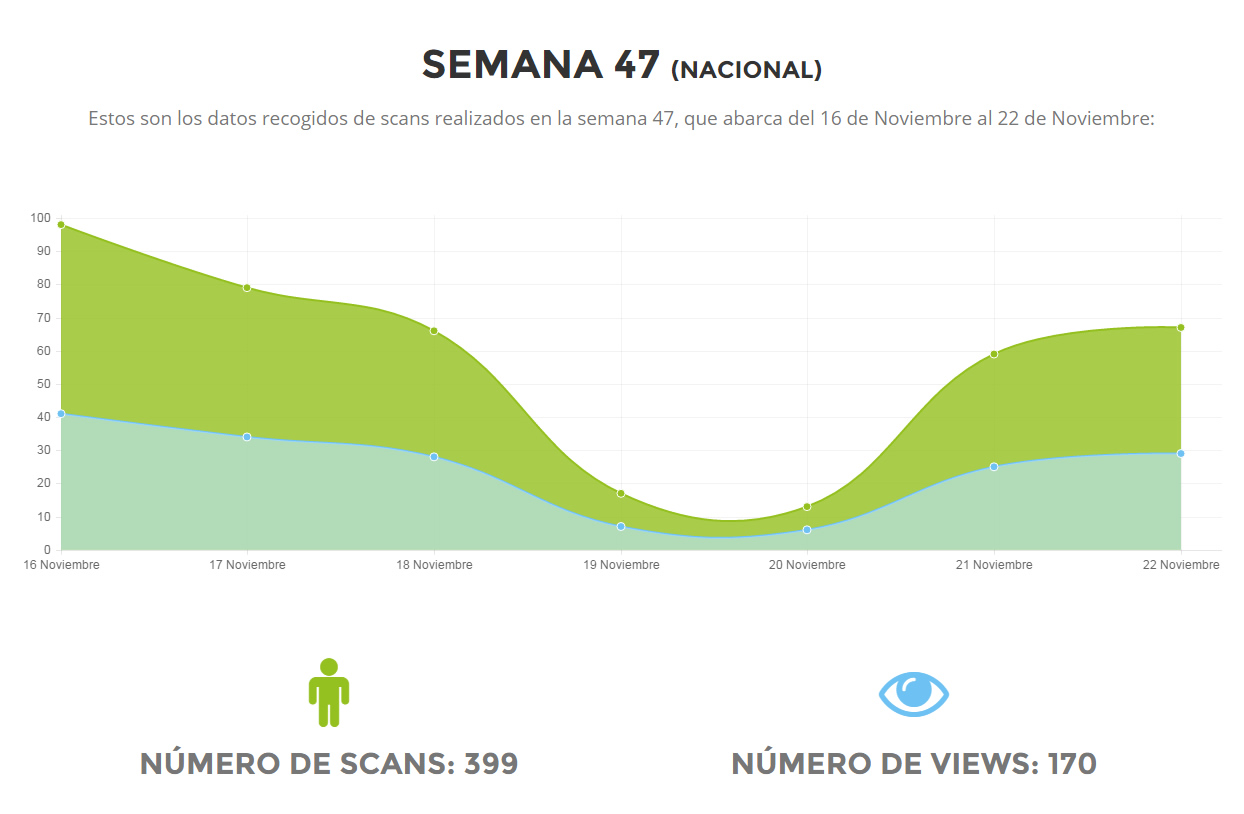 SEMANA 47 (NACIONAL)
Estos son los datos recogidos de scans realizados en la semana 47, que abarca del 16 de Noviembre al 22 de Noviembre:
100
90
80
70
60
50
40
30
20
10
0
16 Noviembre 17 Noviembre 18 Noviembre 19 Noviembre 20 Noviembre 21 Noviembre 22 Noviembre
NÚMERO DE SCANS: 399 NÚMERO DE VIEWS: 170